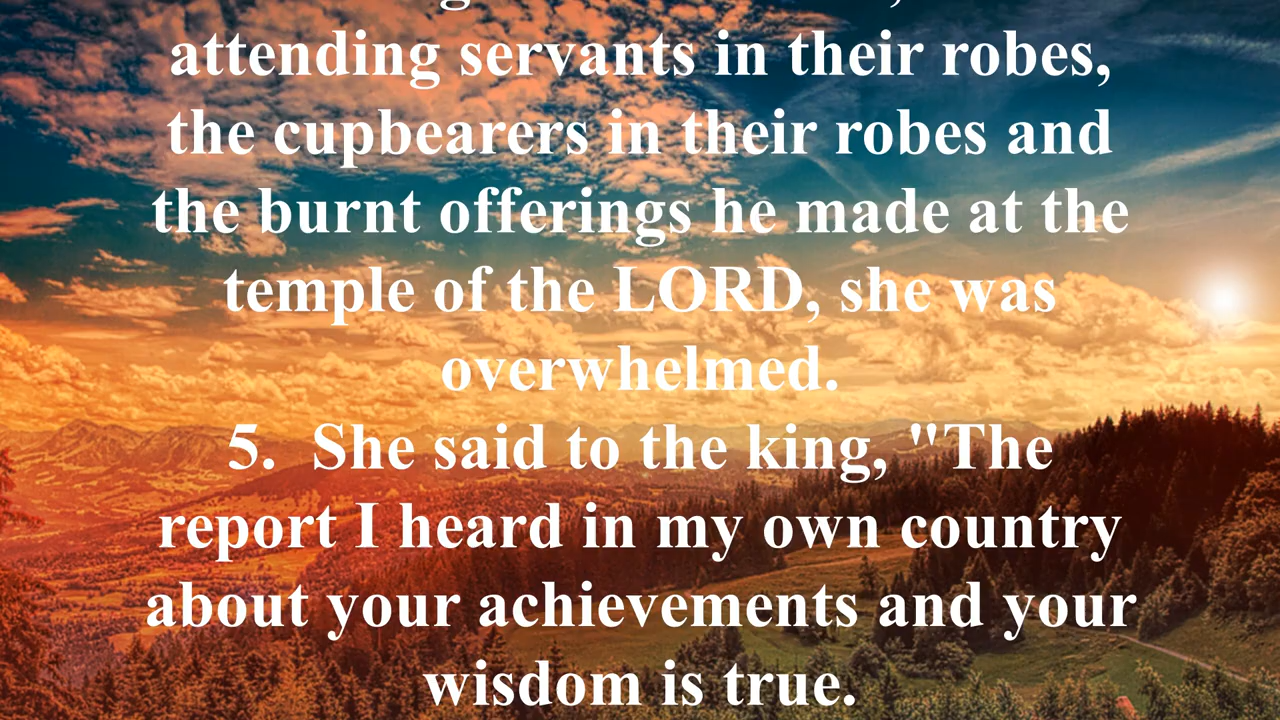 attending servants in their robes,
the cupbearers in their robes and
the burnt offerings he made at the
temple of the LORD, she was
overwhelmed.
5.  She said to the king, "The
report I heard in my own country
about your achievements and your
wisdom is true.